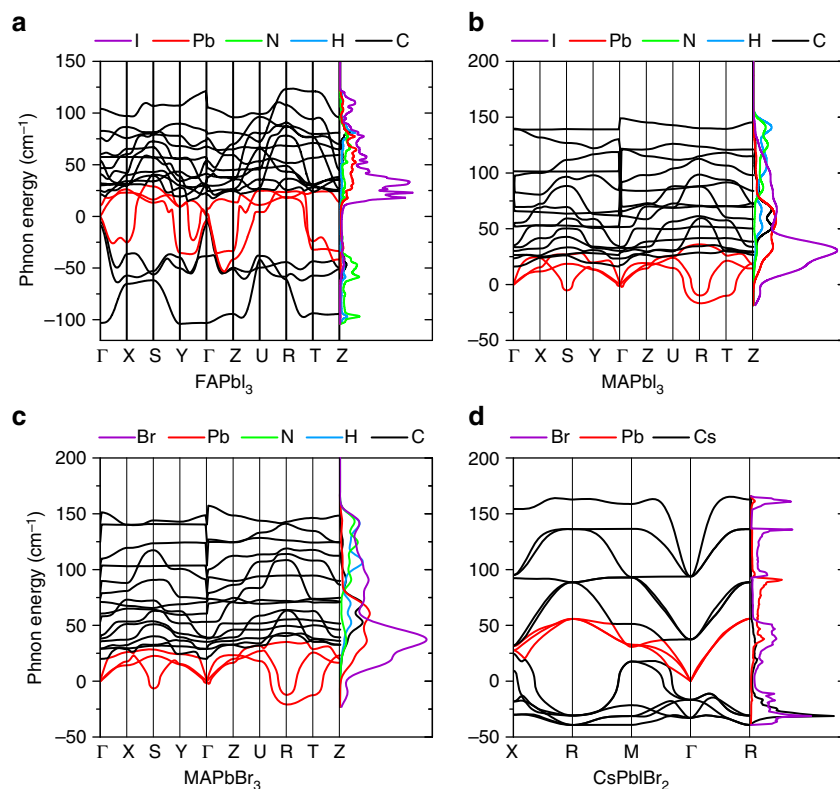 a
I Pb N H C
150
100
50
0
−50
−100
Phnon energy (cm⁻¹)
Γ X S Y Γ Z U R T Z
FAPbI₃
b
I Pb N H C
200
150
100
50
0
−50
Γ X S Y Γ Z U R T Z
MAPbI₃
c
Br Pb N H C
200
150
100
50
0
−50
Phnon energy (cm⁻¹)
Γ X S Y Γ Z U R T Z
MAPbBr₃
d
Br Pb Cs
200
150
100
50
0
−50
X R M Γ R
CsPbIBr₂